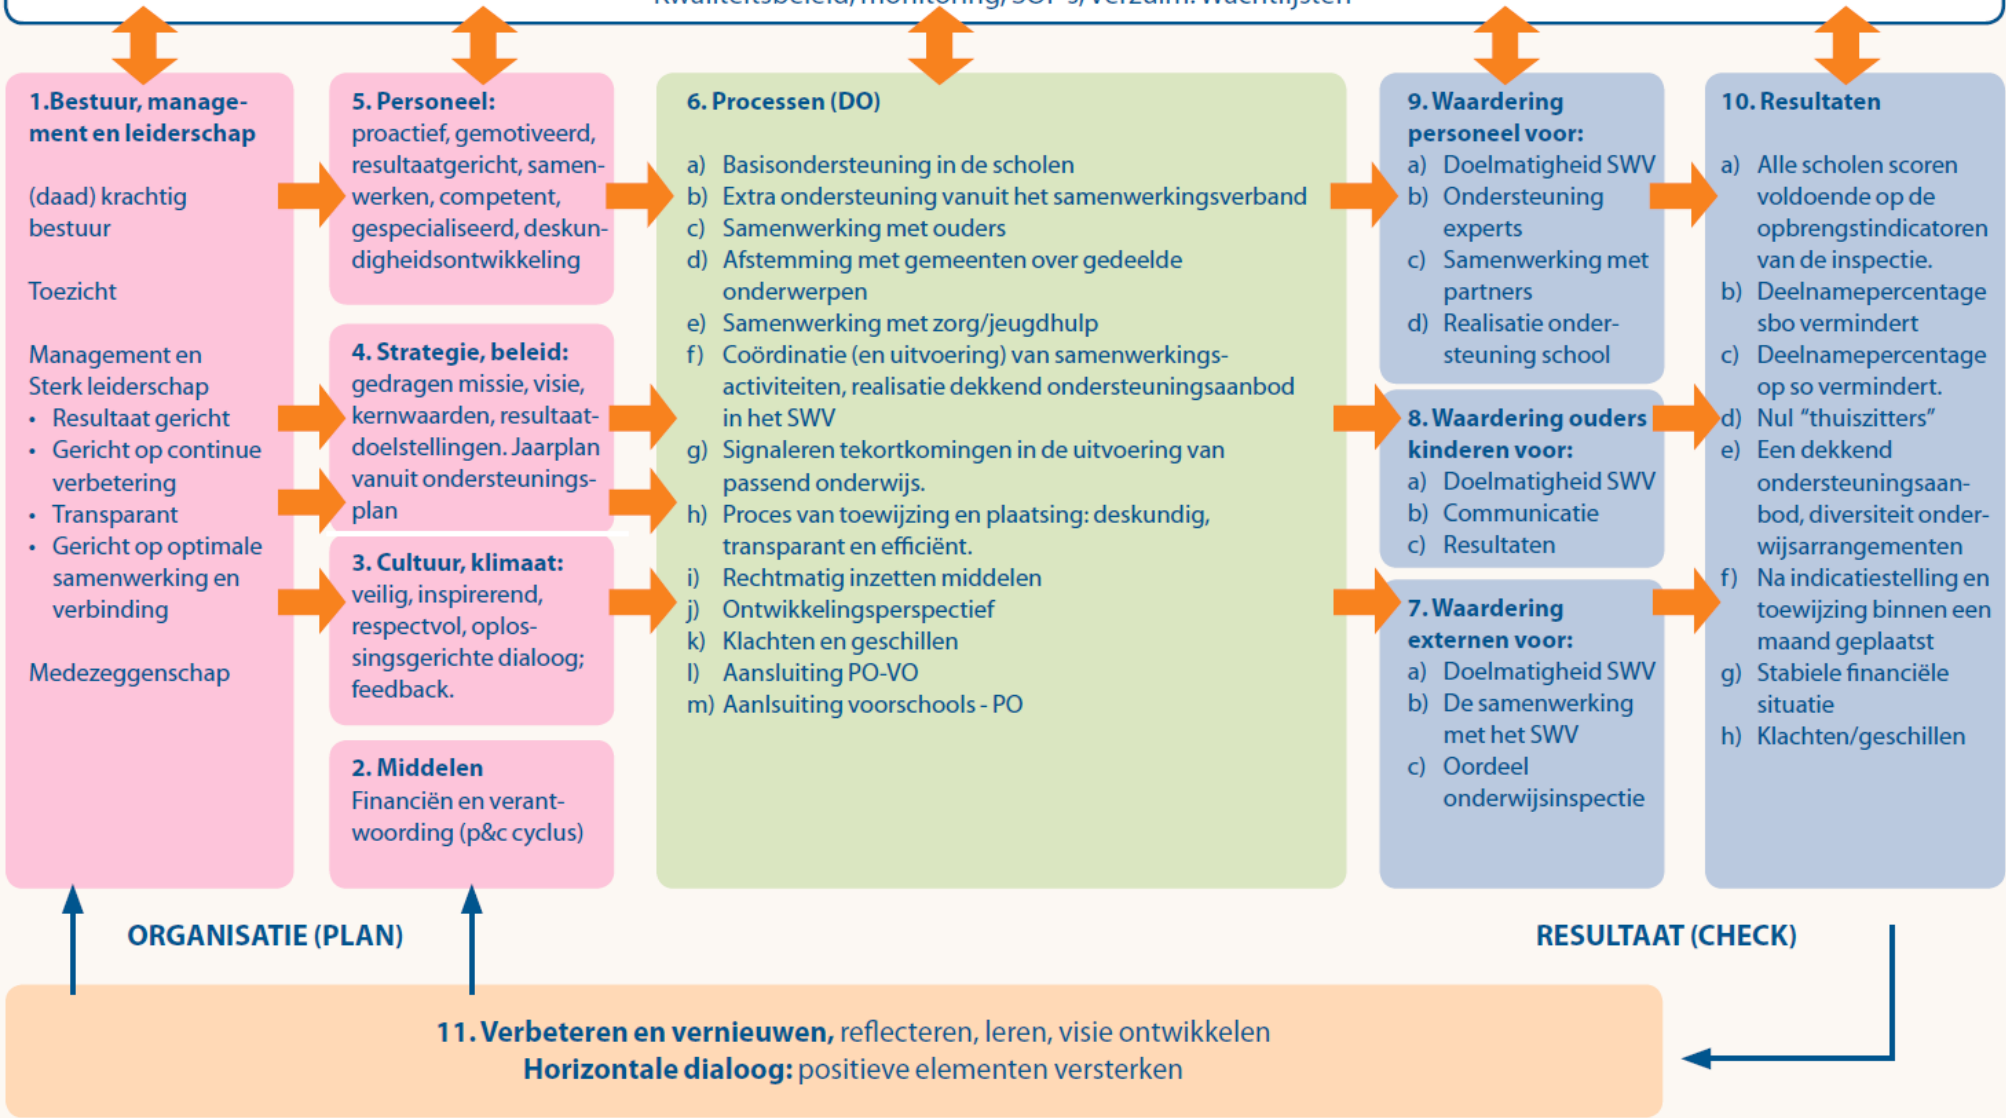 Kwaliteitsbeleid, monitoring, SOP's, verzuim. Wachtlijsten
1.Bestuur, manage-
ment en leiderschap
(daad) krachtig
bestuur
Toezicht
Management en
Sterk leiderschap
• Resultaat gericht
• Gericht op continue
verbetering
• Transparant
• Gericht op optimale
samenwerking en
verbinding
Medezeggenschap
5. Personeel:
proactief, gemotiveerd,
resultaatgericht, samen-
werken, competent,
gespecialiseerd, deskun-
digheidsontwikkeling
4. Strategie, beleid:
gedragen missie, visie,
kernwaarden, resultaat-
doelstellingen. Jaarplan
vanuit ondersteunings-
plan
3. Cultuur, klimaat:
veilig, inspirerend,
respectvol, oplos-
singsgerichte dialoog;
feedback.
2. Middelen
Financiën en verant-
woording (p&c cyclus)
6. Processen (DO)
a) Basisondersteuning in de scholen
b) Extra ondersteuning vanuit het samenwerkingsverband
c) Samenwerking met ouders
d) Afstemming met gemeenten over gedeelde
onderwerpen
e) Samenwerking met zorg/jeugdhulp
f) Coördinatie (en uitvoering) van samenwerkings-
activiteiten, realisatie dekkend ondersteuningsaanbod
in het SWV
g) Signaleren tekortkomingen in de uitvoering van
passend onderwijs.
h) Proces van toewijzing en plaatsing: deskundig,
transparant en efficiënt.
i) Rechtmatig inzetten middelen
j) Ontwikkelingsperspectief
k) Klachten en geschillen
l) Aansluiting PO-VO
m) Aanlsuiting voorschools - PO
9. Waardering
personeel voor:
a) Doelmatigheid SWV
b) Ondersteuning
experts
c) Samenwerking met
partners
d) Realisatie onder-
steuning school
8. Waardering ouders
kinderen voor:
a) Doelmatigheid SWV
b) Communicatie
c) Resultaten
7. Waardering
externen voor:
a) Doelmatigheid SWV
b) De samenwerking
met het SWV
c) Oordeel
onderwijsinspectie
10. Resultaten
a) Alle scholen scoren
voldoende op de
opbrengstindicatoren
van de inspectie.
b) Deelnamepercentage
sbo vermindert
c) Deelnamepercentage
op so vermindert.
d) Nul "thuiszitters"
e) Een dekkend
ondersteuningsaan-
bod, diversiteit onder-
wijsarrangementen
f) Na indicatiestelling en
toewijzing binnen een
maand geplaatst
g) Stabiele financiële
situatie
h) Klachten/geschillen
ORGANISATIE (PLAN)
RESULTAAT (CHECK)
11. Verbeteren en vernieuwen, reflecteren, leren, visie ontwikkelen
Horizontale dialoog: positieve elementen versterken